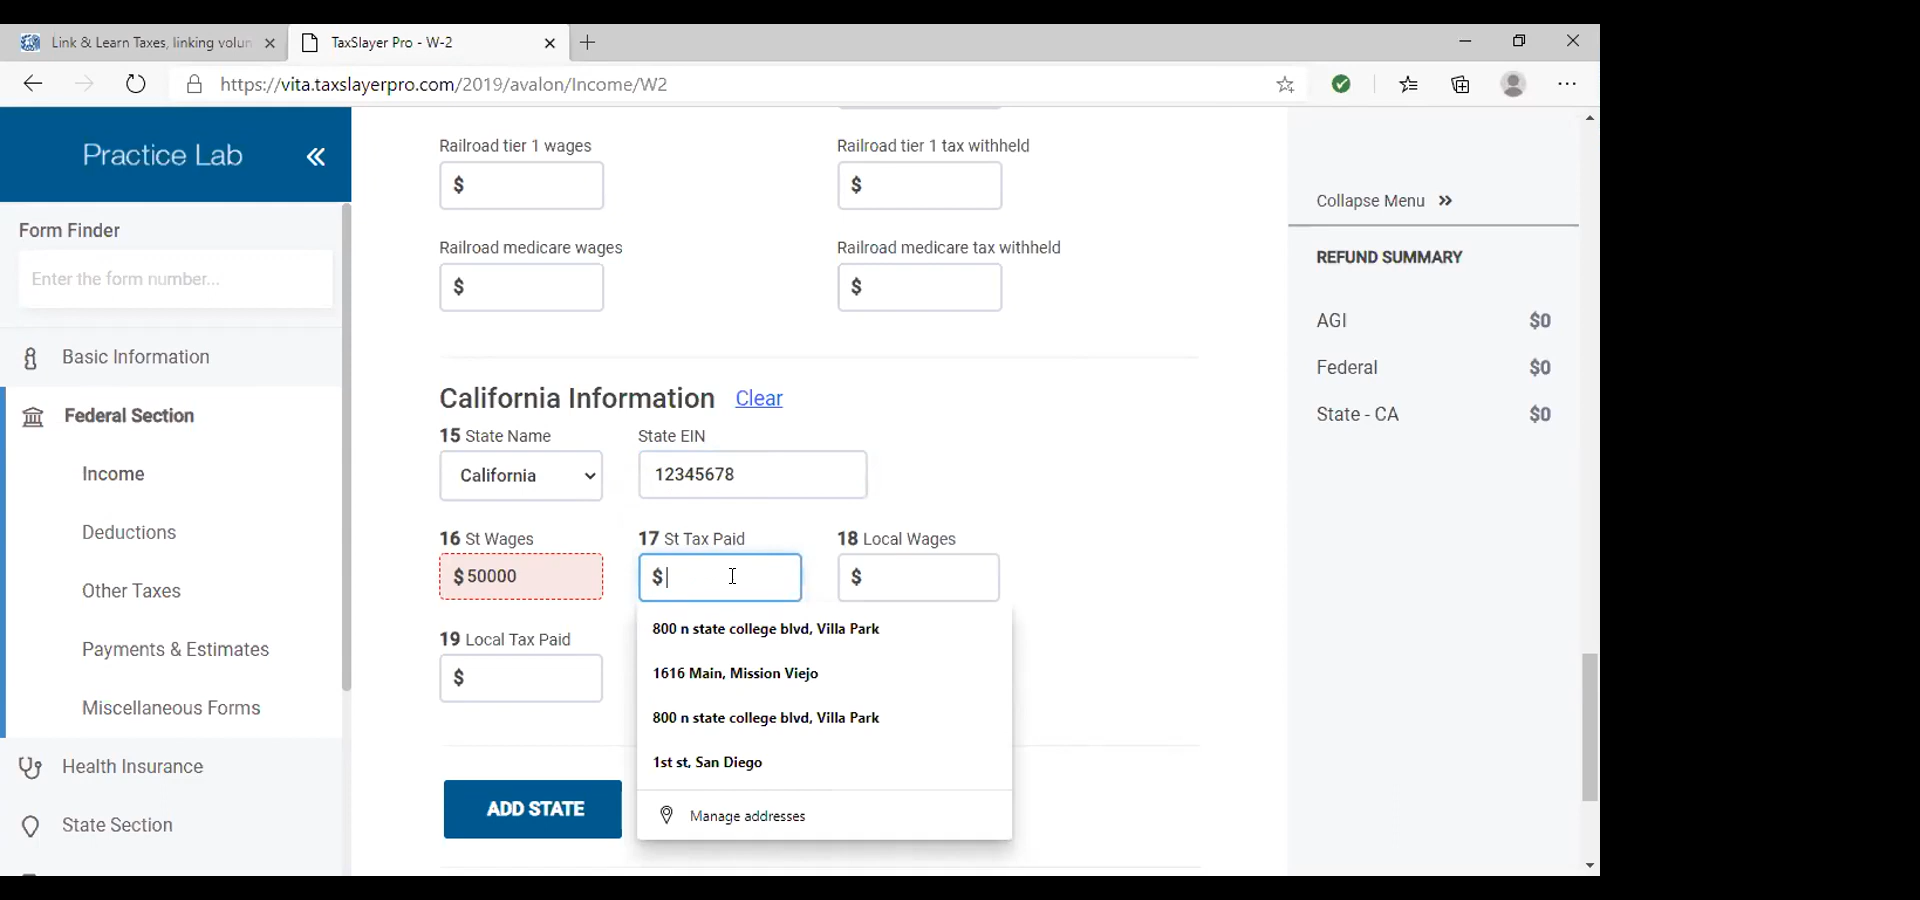 Link & Learn Taxes, linking volun
TaxSlayer Pro - W-2
https://vita.taxslayerpro.com/2019/avalon/Income/W2
Practice Lab
Form Finder
Enter the form number...
Basic Information
Federal Section
Income
Deductions
Other Taxes
Payments & Estimates
Miscellaneous Forms
Health Insurance
State Section
Railroad tier 1 wages
Railroad tier 1 tax withheld
$
$
Railroad medicare wages
Railroad medicare tax withheld
$
$
California Information Clear
15 State Name
State EIN
California
12345678
16 St Wages
17 St Tax Paid
18 Local Wages
$ 50000
$
$
19 Local Tax Paid
$
800 n state college blvd, Villa Park
1616 Main, Mission Viejo
800 n state college blvd, Villa Park
1st st, San Diego
Manage addresses
ADD STATE
Collapse Menu
REFUND SUMMARY
AGI $0
Federal $0
State - CA $0